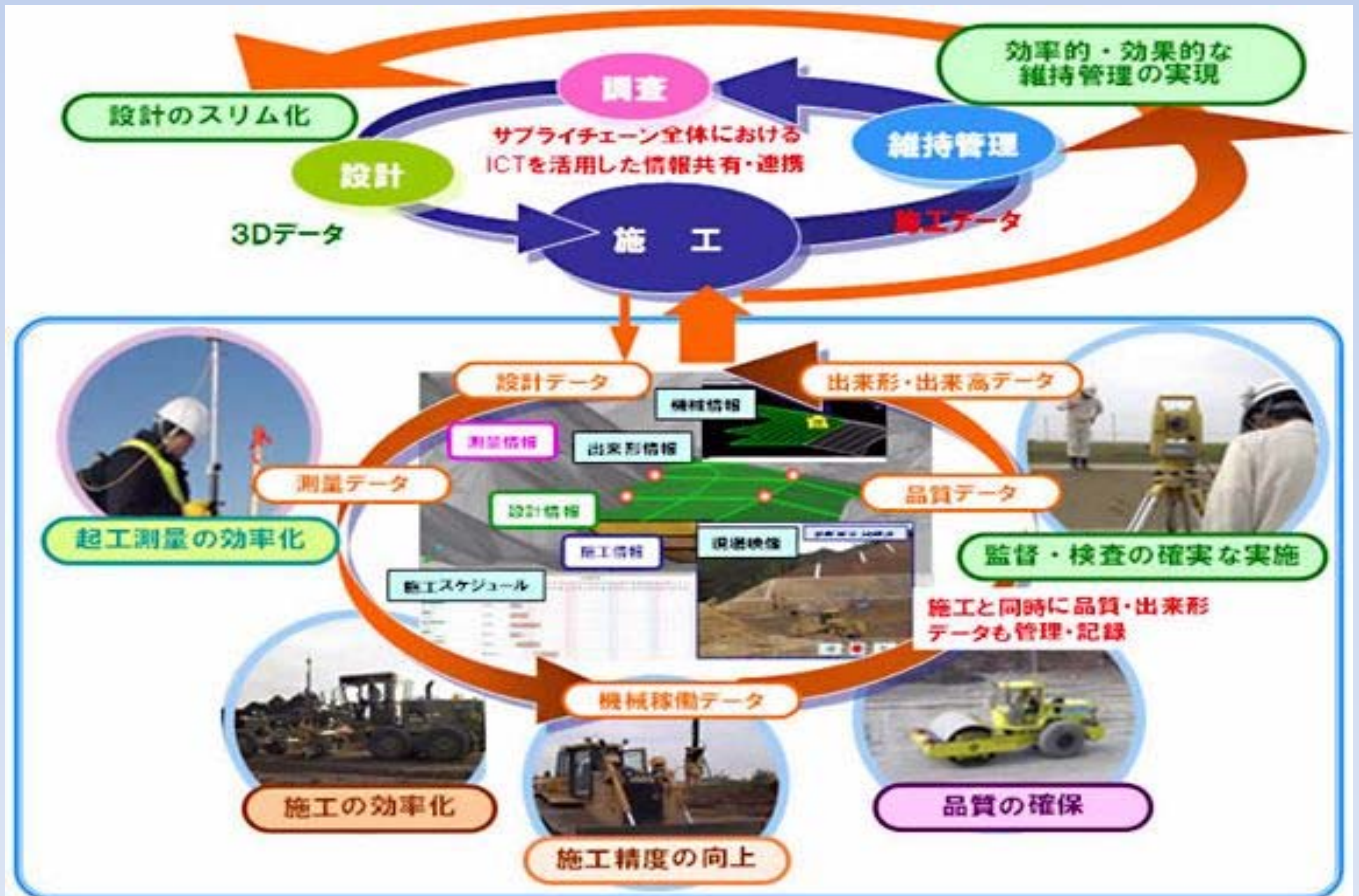 効率的・効果的な
維持管理の実現
調査
設計のスリム化
サプライチェーン全体における
ICTを活用した情報共有・連携
維持管理
設計
3Dデータ
施 工
施工データ
設計データ
出来形・出来高データ
機械情報
測量情報
出来形情報
測量データ
品質データ
設計情報
起工測量の効率化
施工情報
現場映像
監督・検査の確実な実施
施工スケジュール
施工と同時に品質・出来形
データも管理・記録
機械稼働データ
施工の効率化
品質の確保
施工精度の向上